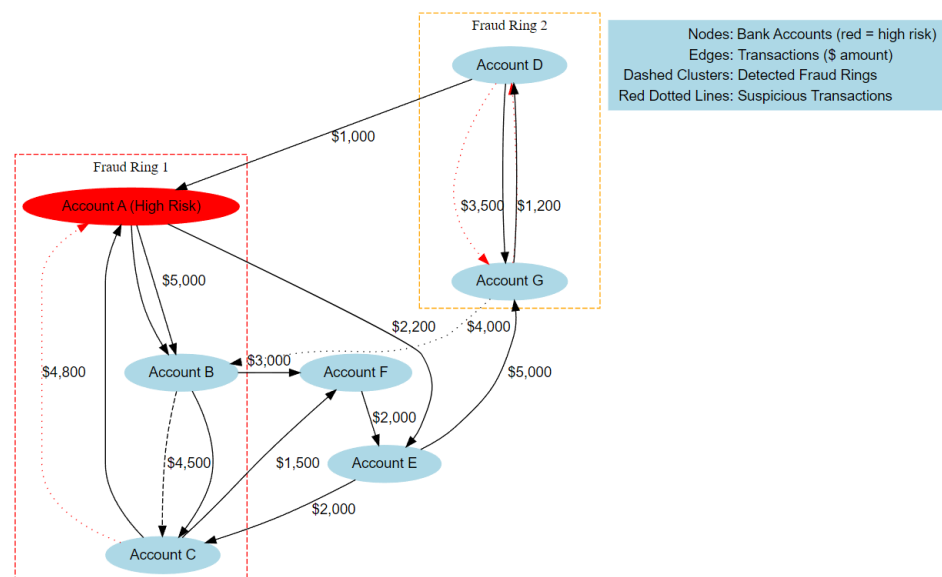 Fraud Ring 2
Account D
Nodes: Bank Accounts (red = high risk)
Edges: Transactions ($ amount)
Dashed Clusters: Detected Fraud Rings
Red Dotted Lines: Suspicious Transactions
$1,000
Fraud Ring 1
Account A (High Risk)
$3,500
$1,200
$5,000
Account G
$2,200
$4,000
$3,000
$4,800
Account B
Account F
$5,000
$2,000
$4,500
$1,500
Account E
$2,000
Account C